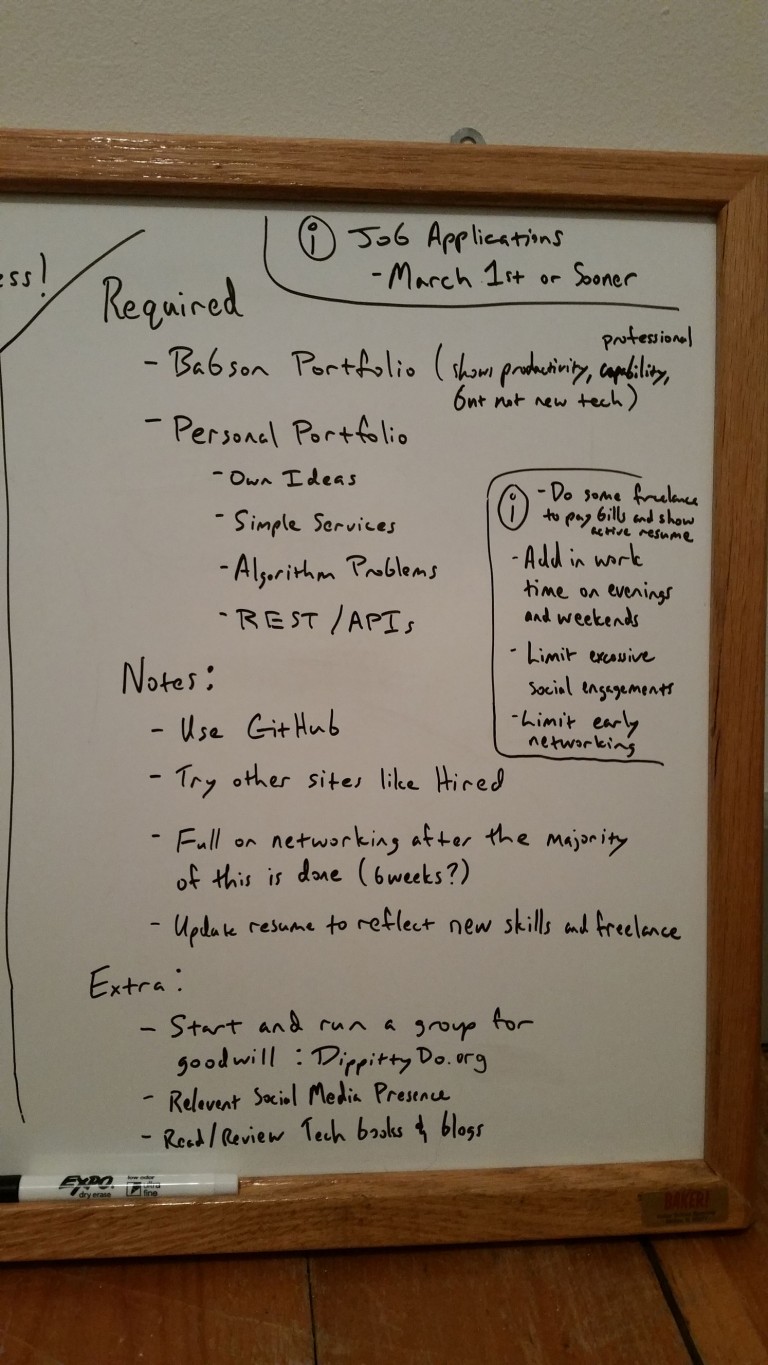 ess!
ⓘ Job Applications
- March 1st or Sooner
Required
professional
- Babson Portfolio (shows productivity, capability,
but not new tech)
- Personal Portfolio
- Own Ideas
- Simple Services
- Algorithm Problems
- REST / APIs
ⓘ - Do some freelance
to pay bills and show
active resume
- Add in work
time on evenings
and weekends
- Limit excessive
social engagements
- Limit early
networking
Notes:
- Use GitHub
- Try other sites like Hired
- Full on networking after the majority
of this is done (6 weeks?)
- Update resume to reflect new skills and freelance
Extra:
- Start and run a group for
goodwill : DippittyDo.org
- Relevent Social Media Presence
- Read/Review Tech books & blogs
EXPO
dry erase
low odor
ultra
fine